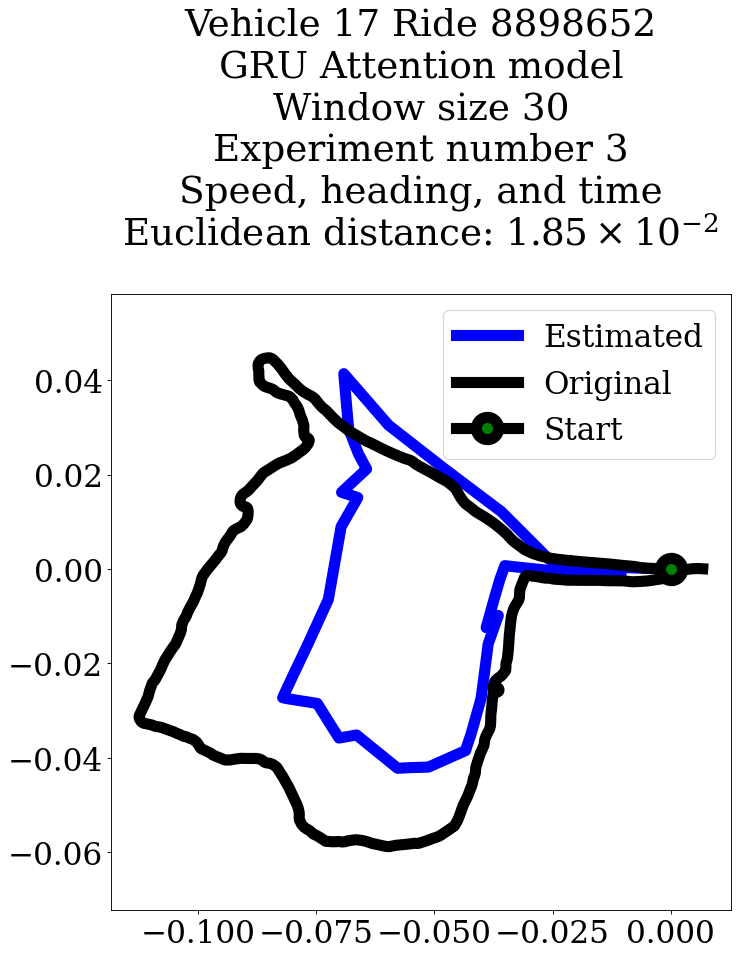 Vehicle 17 Ride 8898652
GRU Attention model
Window size 30
Experiment number 3
Speed, heading, and time
Euclidean distance: 1.85 × 10⁻²
Estimated
Original
Start
0.04
0.02
0.00
−0.02
−0.04
−0.06
−0.100 −0.075 −0.050 −0.025 0.000